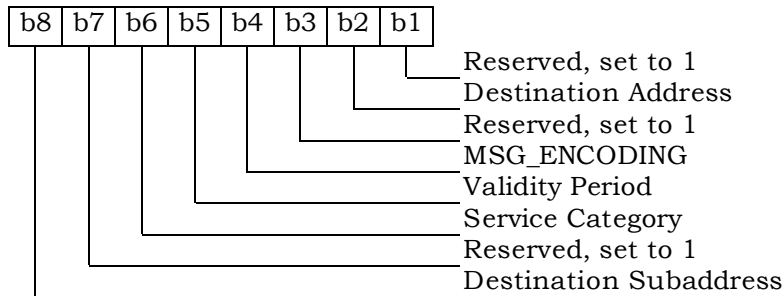 b8 b7 b6 b5 b4 b3 b2 b1
Reserved, set to 1
Destination Address
Reserved, set to 1
MSG_ENCODING
Validity Period
Service Category
Reserved, set to 1
Destination Subaddress